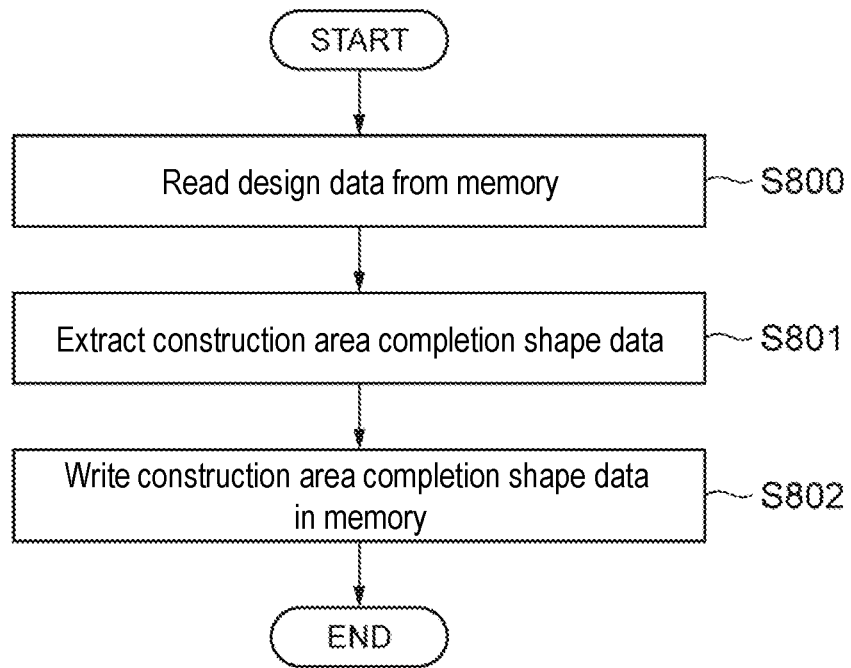 START
Read design data from memory
S800
Extract construction area completion shape data
S801
Write construction area completion shape data
in memory
S802
END